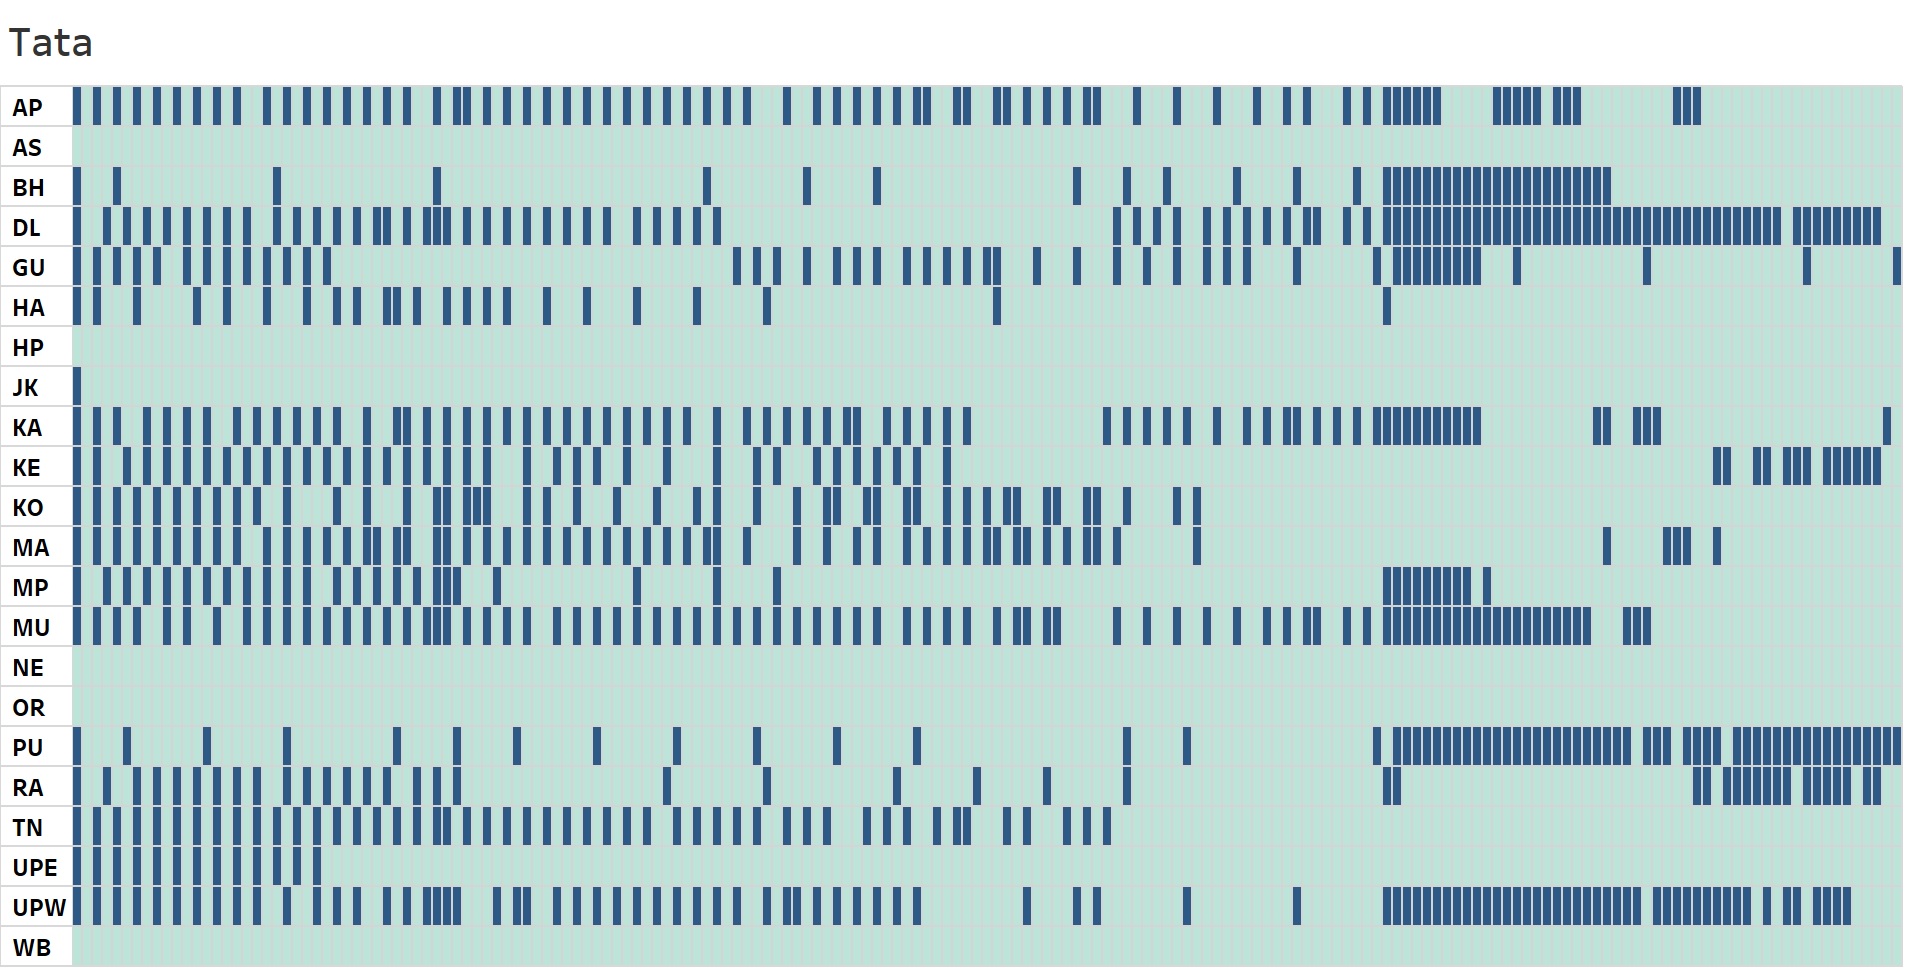 Tata
AP
AS
BH
DL
GU
HA
HP
JK
KA
KE
KO
MA
MP
MU
NE
OR
PU
RA
TN
UPE
UPW
WB